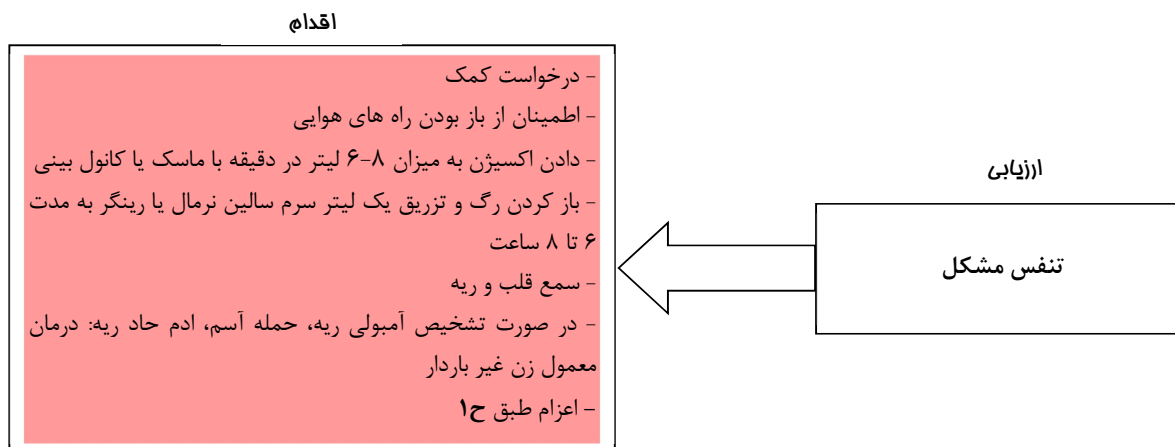 ارزیابی
تنفس مشکل
اقدام
- درخواست کمک
- اطمینان از باز بودن راه های هوایی
- دادن اکسیژن به میزان ۸-۶ لیتر در دقیقه با ماسک یا کانول بینی
- باز کردن رگ و تزریق یک لیتر سرم سالین نرمال یا رینگر به مدت
۶ تا ۸ ساعت
- سمع قلب و ریه
- در صورت تشخیص آمبولی ریه، حمله آسم، ادم حاد ریه: درمان
معمول زن غیر باردار
- اعزام طبق ح۱